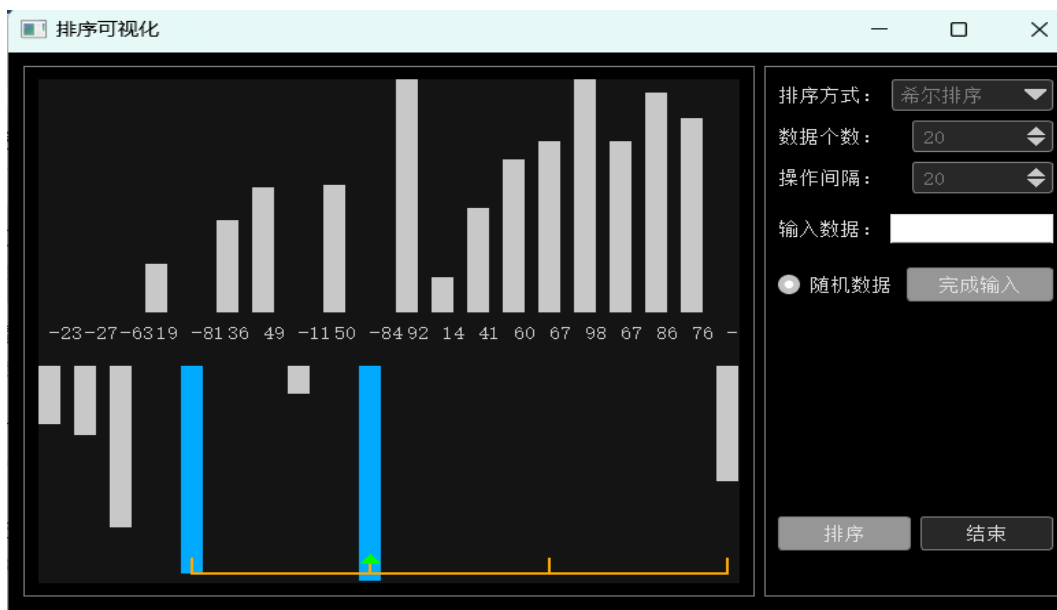 排序可视化
排序方式： 希尔排序
数据个数： 20
操作间隔： 20
输入数据：
随机数据 完成输入
-23-27-6319 -8136 49 -1150 -8492 14 41 60 67 98 67 86 76 -
排序 结束